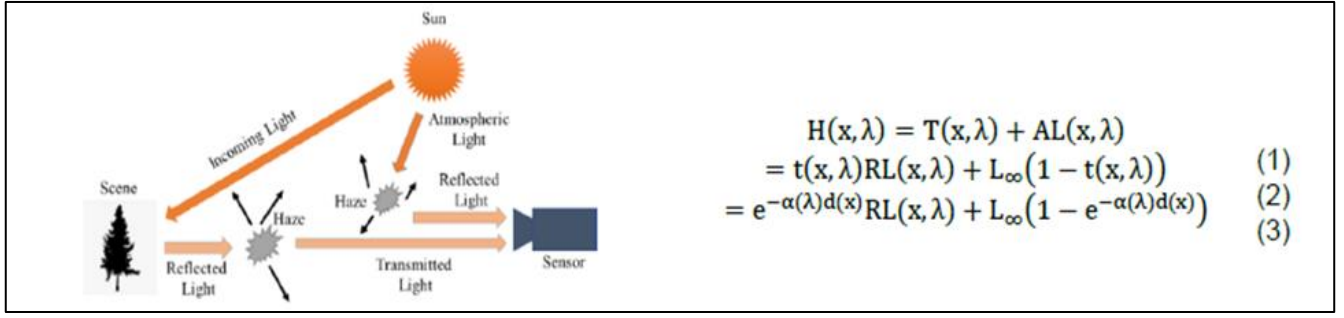 Sun
Incoming Light
Atmospheric
Light
Scene
Haze
Reflected
Light
Haze
Reflected
Light
Transmitted
Light
Sensor
H(x,λ) = T(x,λ) + AL(x,λ)
= t(x,λ)RL(x,λ) + L∞(1 − t(x,λ)) (1)
= e^−α(λ)d(x)RL(x,λ) + L∞(1 − e^−α(λ)d(x)) (2)
(3)